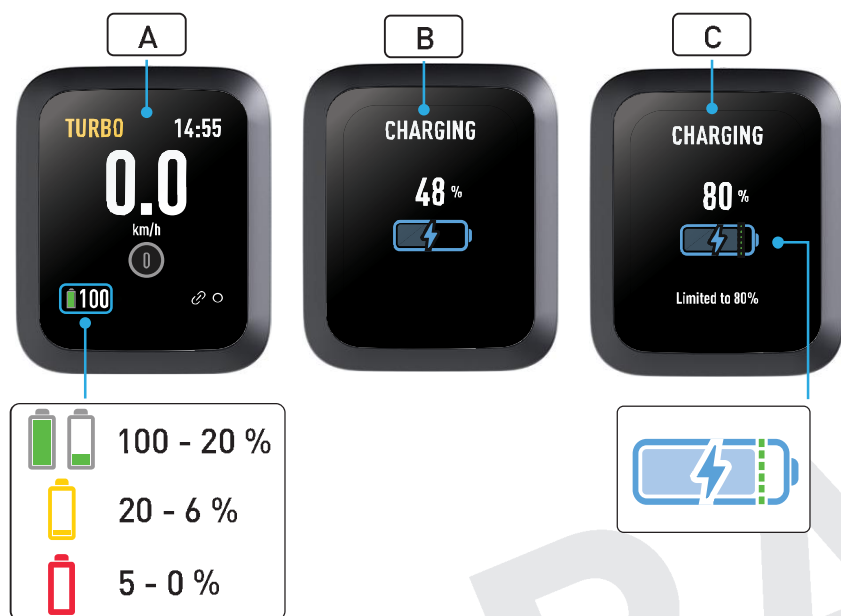 A
B
C
TURBO 14:55
0.0
km/h
0
100
CHARGING
48 %
CHARGING
80 %
Limited to 80%
100 - 20 %
20 - 6 %
5 - 0 %